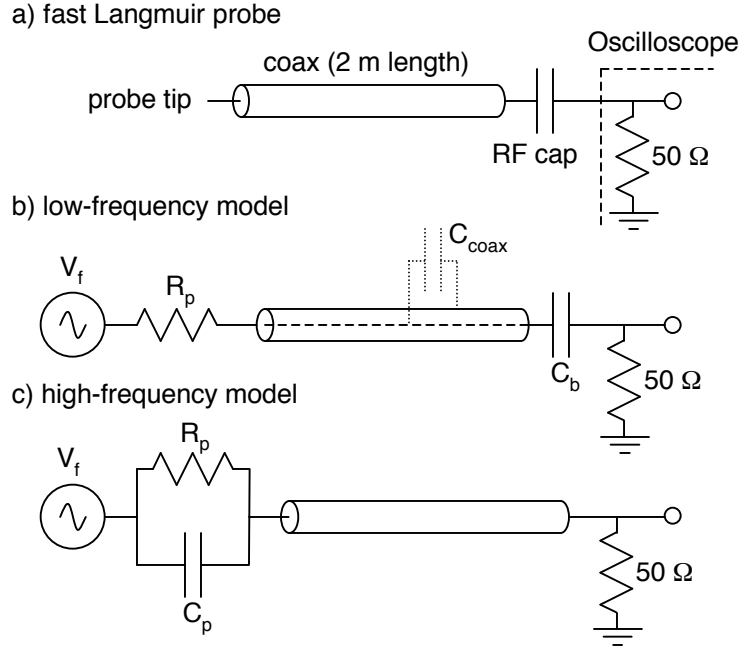 a) fast Langmuir probe
Oscilloscope
coax (2 m length)
probe tip
RF cap
50 Ω
b) low-frequency model
C_coax
V_f
R_p
C_b
50 Ω
c) high-frequency model
R_p
V_f
C_p
50 Ω